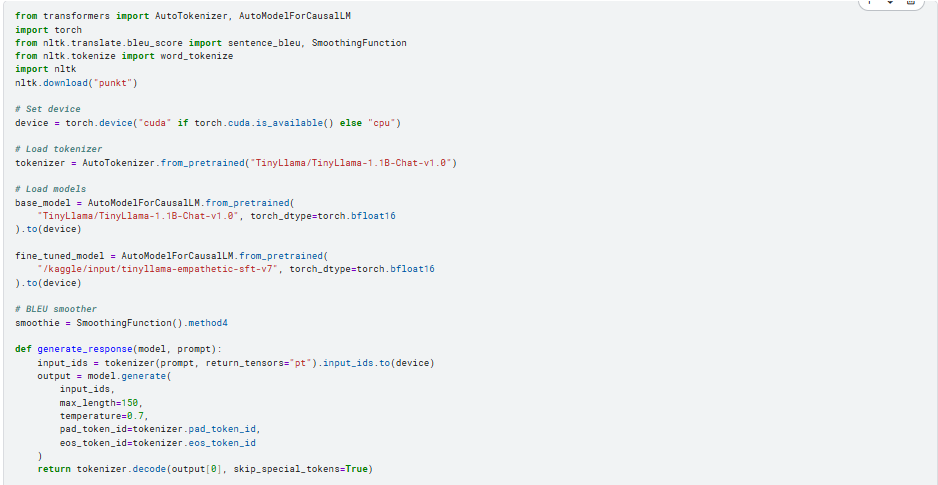 from transformers import AutoTokenizer, AutoModelForCausalLM
import torch
from nltk.translate.bleu_score import sentence_bleu, SmoothingFunction
from nltk.tokenize import word_tokenize
import nltk
nltk.download("punkt")

# Set device
device = torch.device("cuda" if torch.cuda.is_available() else "cpu")

# Load tokenizer
tokenizer = AutoTokenizer.from_pretrained("TinyLlama/TinyLlama-1.1B-Chat-v1.0")

# Load models
base_model = AutoModelForCausalLM.from_pretrained(
    "TinyLlama/TinyLlama-1.1B-Chat-v1.0", torch_dtype=torch.bfloat16
).to(device)

fine_tuned_model = AutoModelForCausalLM.from_pretrained(
    "/kaggle/input/tinyllama-empathetic-sft-v7", torch_dtype=torch.bfloat16
).to(device)

# BLEU smoother
smoothie = SmoothingFunction().method4

def generate_response(model, prompt):
    input_ids = tokenizer(prompt, return_tensors="pt").input_ids.to(device)
    output = model.generate(
        input_ids,
        max_length=150,
        temperature=0.7,
        pad_token_id=tokenizer.pad_token_id,
        eos_token_id=tokenizer.eos_token_id
    )
    return tokenizer.decode(output[0], skip_special_tokens=True)